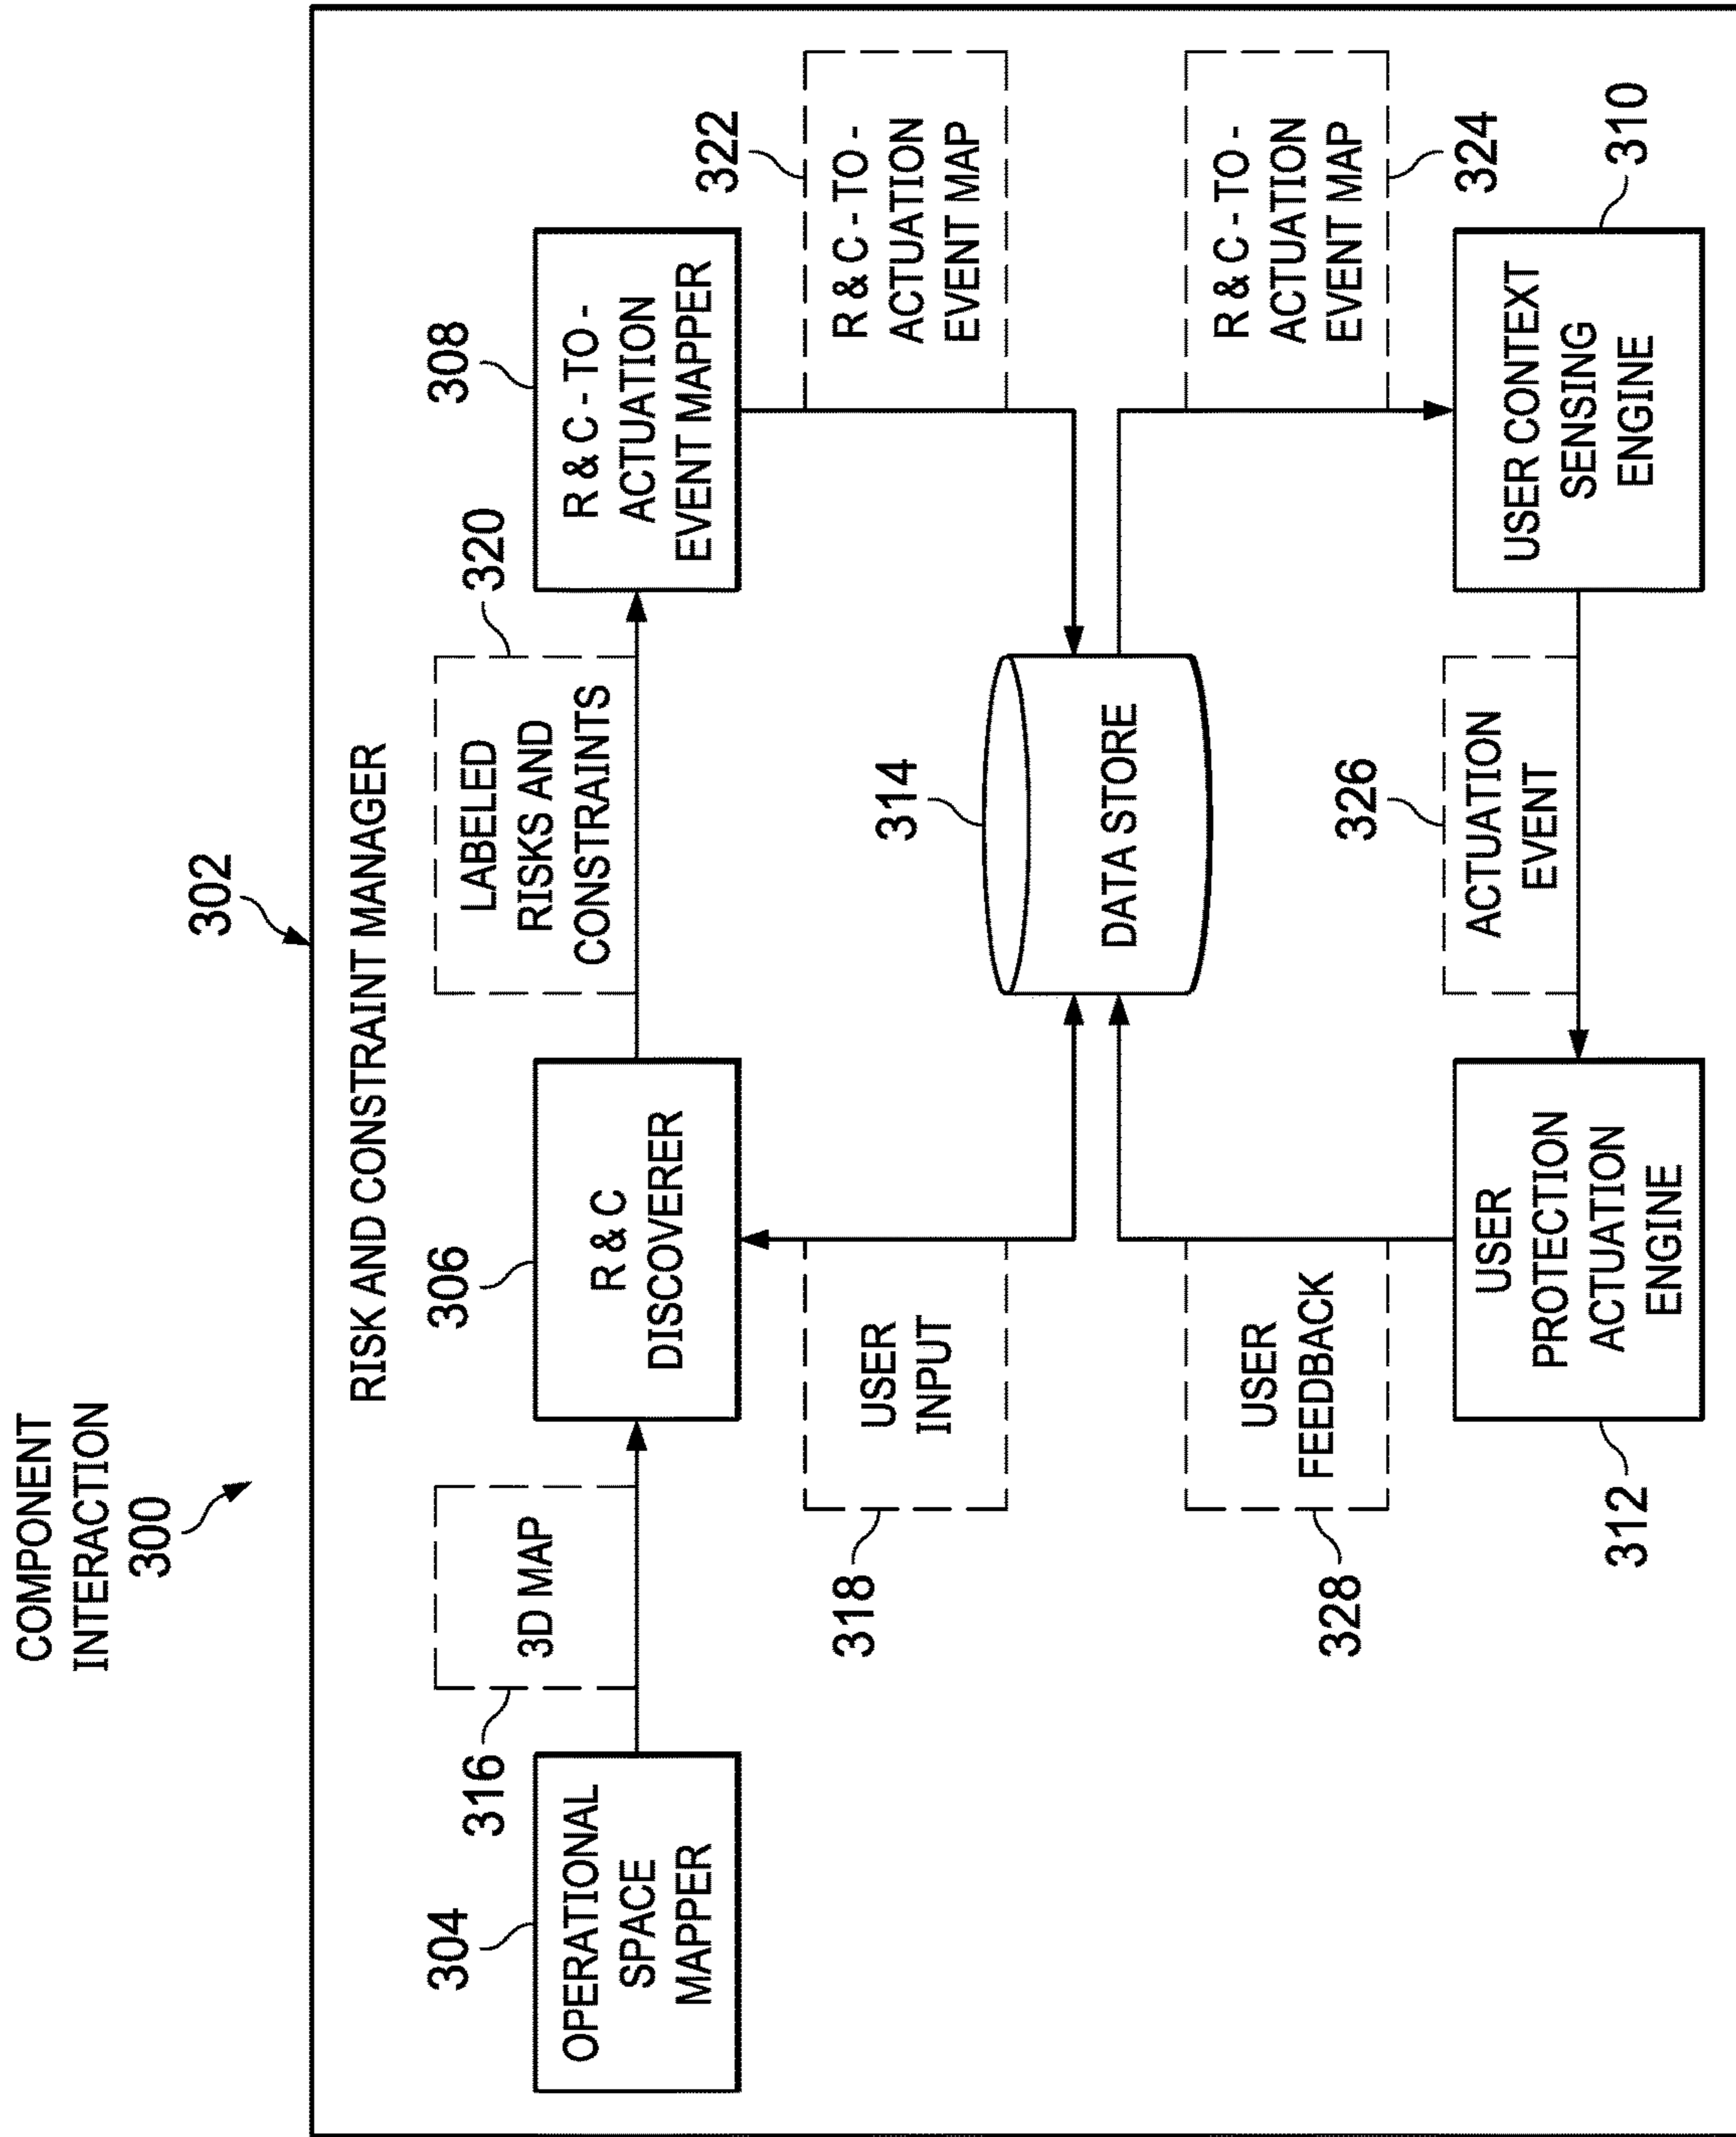 COMPONENT
INTERACTION
300
302
RISK AND CONSTRAINT MANAGER
304
OPERATIONAL
SPACE
MAPPER
316
3D MAP
306
R & C
DISCOVERER
320
LABELED
RISKS AND
CONSTRAINTS
308
R & C - TO -
ACTUATION
EVENT MAPPER
318
USER
INPUT
314
DATA STORE
322
R & C - TO -
ACTUATION
EVENT MAP
328
USER
FEEDBACK
324
R & C - TO -
ACTUATION
EVENT MAP
312
USER
PROTECTION
ACTUATION
ENGINE
326
ACTUATION
EVENT
310
USER CONTEXT
SENSING
ENGINE